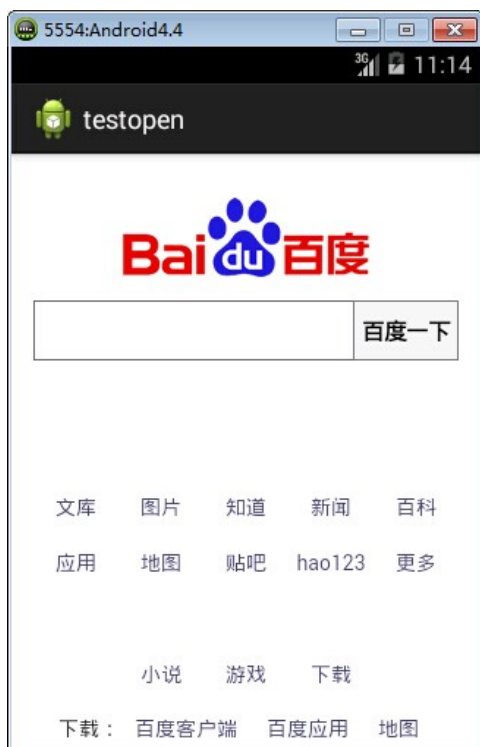 5554:Android4.4
3G 11:14
testopen
Bai du 百度
百度一下
文库 图片 知道 新闻 百科
应用 地图 贴吧 hao123 更多
小说 游戏 下载
下载： 百度客户端 百度应用 地图